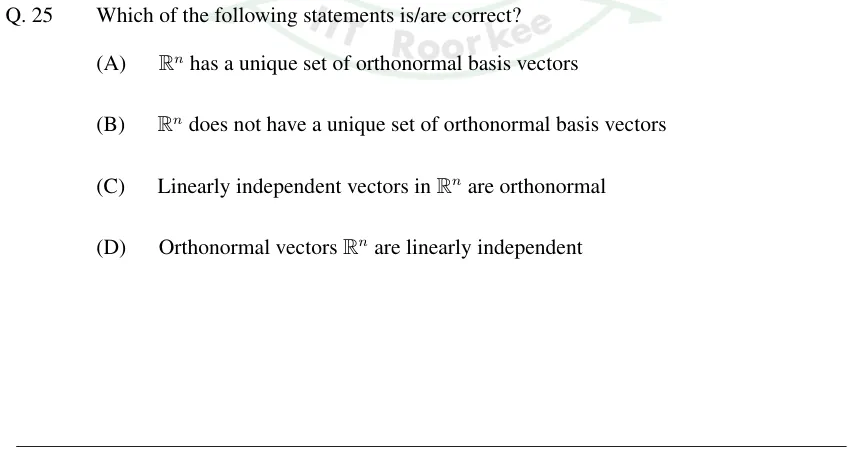 IIT Roorkee
Q. 25 Which of the following statements is/are correct?
(A) ℝⁿ has a unique set of orthonormal basis vectors
(B) ℝⁿ does not have a unique set of orthonormal basis vectors
(C) Linearly independent vectors in ℝⁿ are orthonormal
(D) Orthonormal vectors ℝⁿ are linearly independent